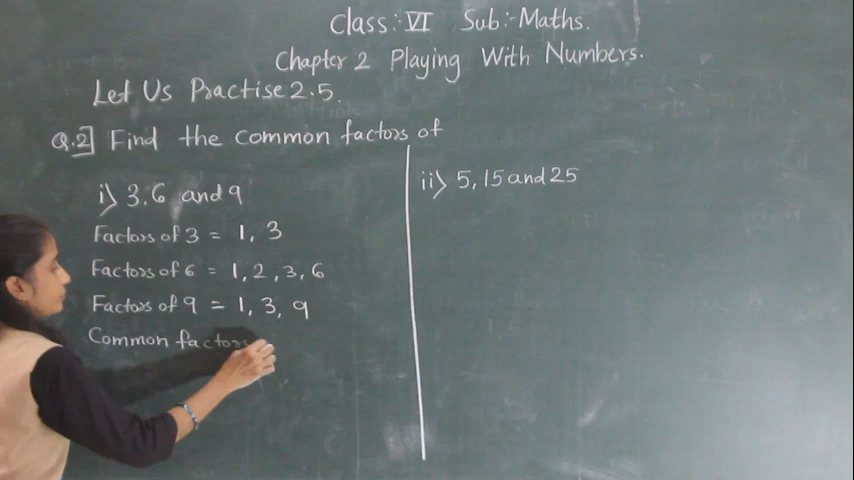 Class:- VI Sub:- Maths.
Chapter 2 Playing With Numbers.
Let Us Practise 2.5.
Q.2] Find the common factors of
i) 3, 6 and 9
Factors of 3 = 1, 3
Factors of 6 = 1, 2, 3, 6
Factors of 9 = 1, 3, 9
Common factors
ii) 5, 15 and 25